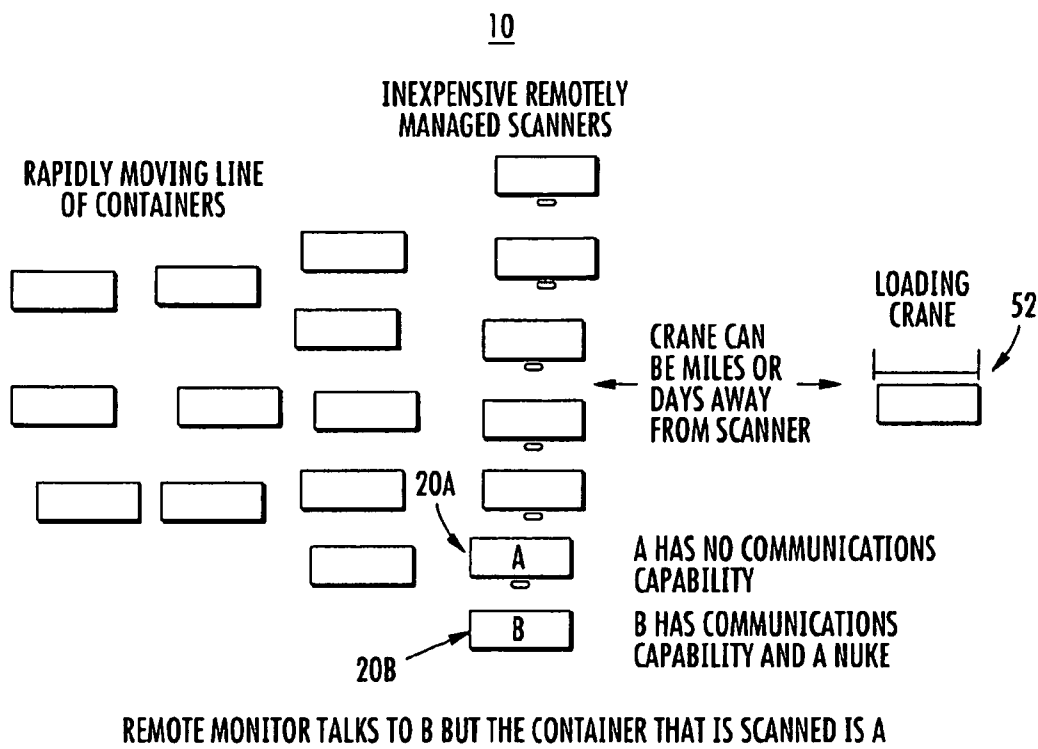 10
INEXPENSIVE REMOTELY
MANAGED SCANNERS
RAPIDLY MOVING LINE
OF CONTAINERS
LOADING
CRANE
52
CRANE CAN
BE MILES OR
DAYS AWAY
FROM SCANNER
20A
A
A HAS NO COMMUNICATIONS
CAPABILITY
B
B HAS COMMUNICATIONS
CAPABILITY AND A NUKE
20B
REMOTE MONITOR TALKS TO B BUT THE CONTAINER THAT IS SCANNED IS A